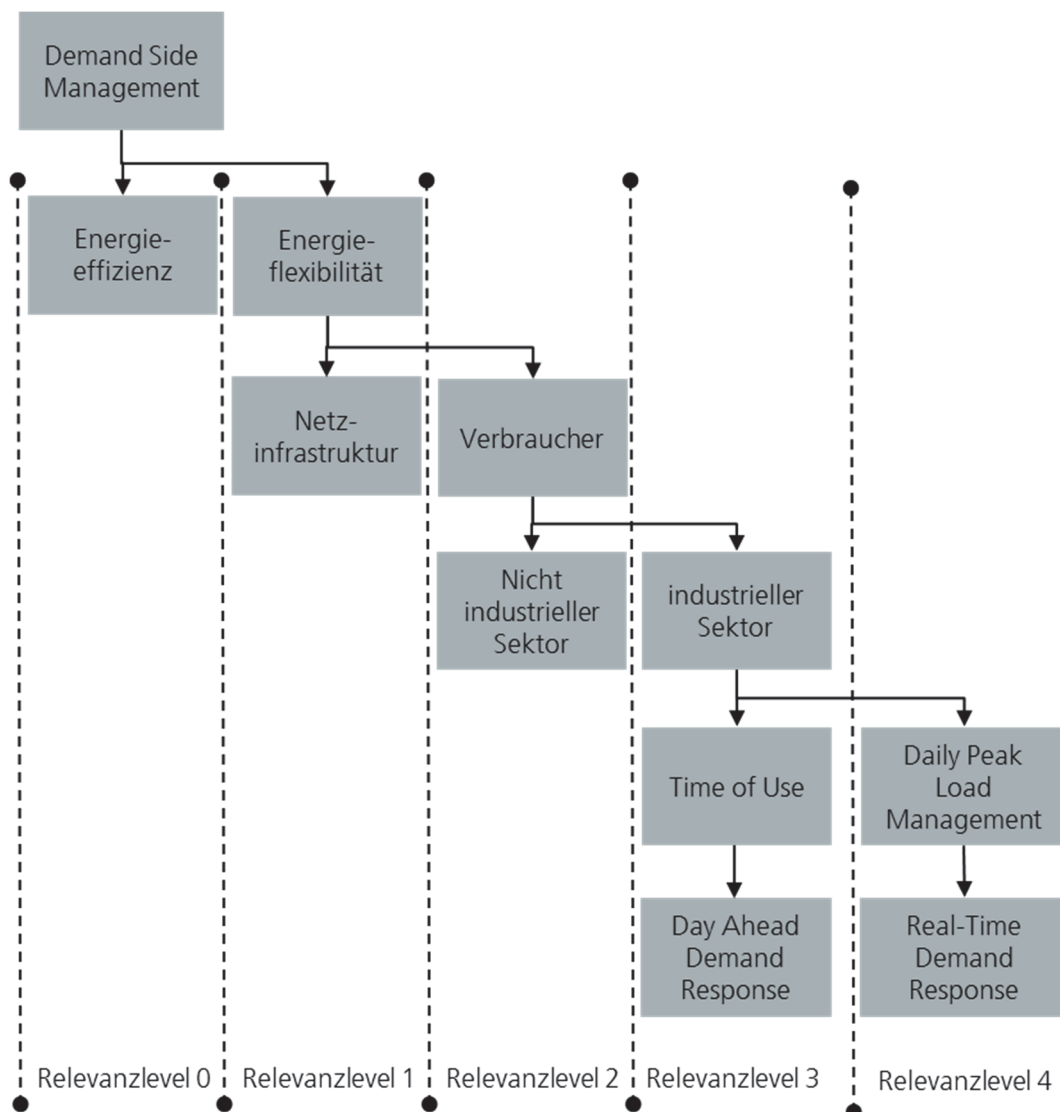 Demand Side
Management
Energie-
effizienz
Energie-
flexibilität
Netz-
infrastruktur
Verbraucher
Nicht
industrieller
Sektor
industrieller
Sektor
Time of Use
Daily Peak
Load
Management
Day Ahead
Demand
Response
Real-Time
Demand
Response
Relevanzlevel 0
Relevanzlevel 1
Relevanzlevel 2
Relevanzlevel 3
Relevanzlevel 4